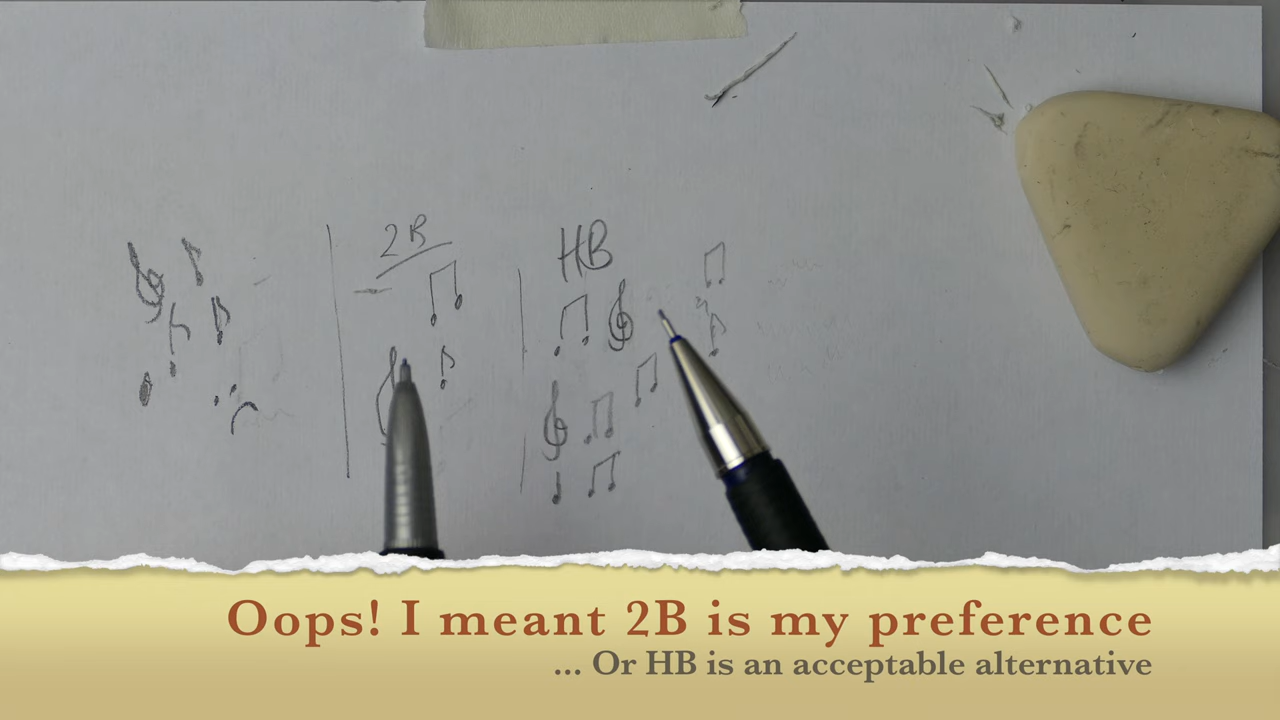 2B
HB
Oops! I meant 2B is my preference
... Or HB is an acceptable alternative